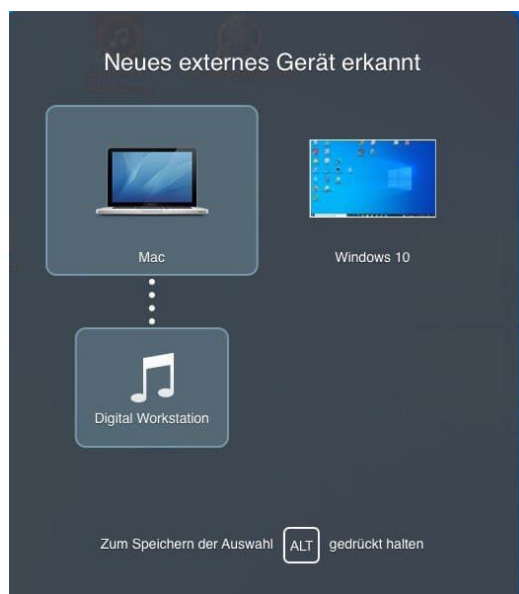 Neues externes Gerät erkannt
Mac
Windows 10
Digital Workstation
Zum Speichern der Auswahl ALT gedrückt halten